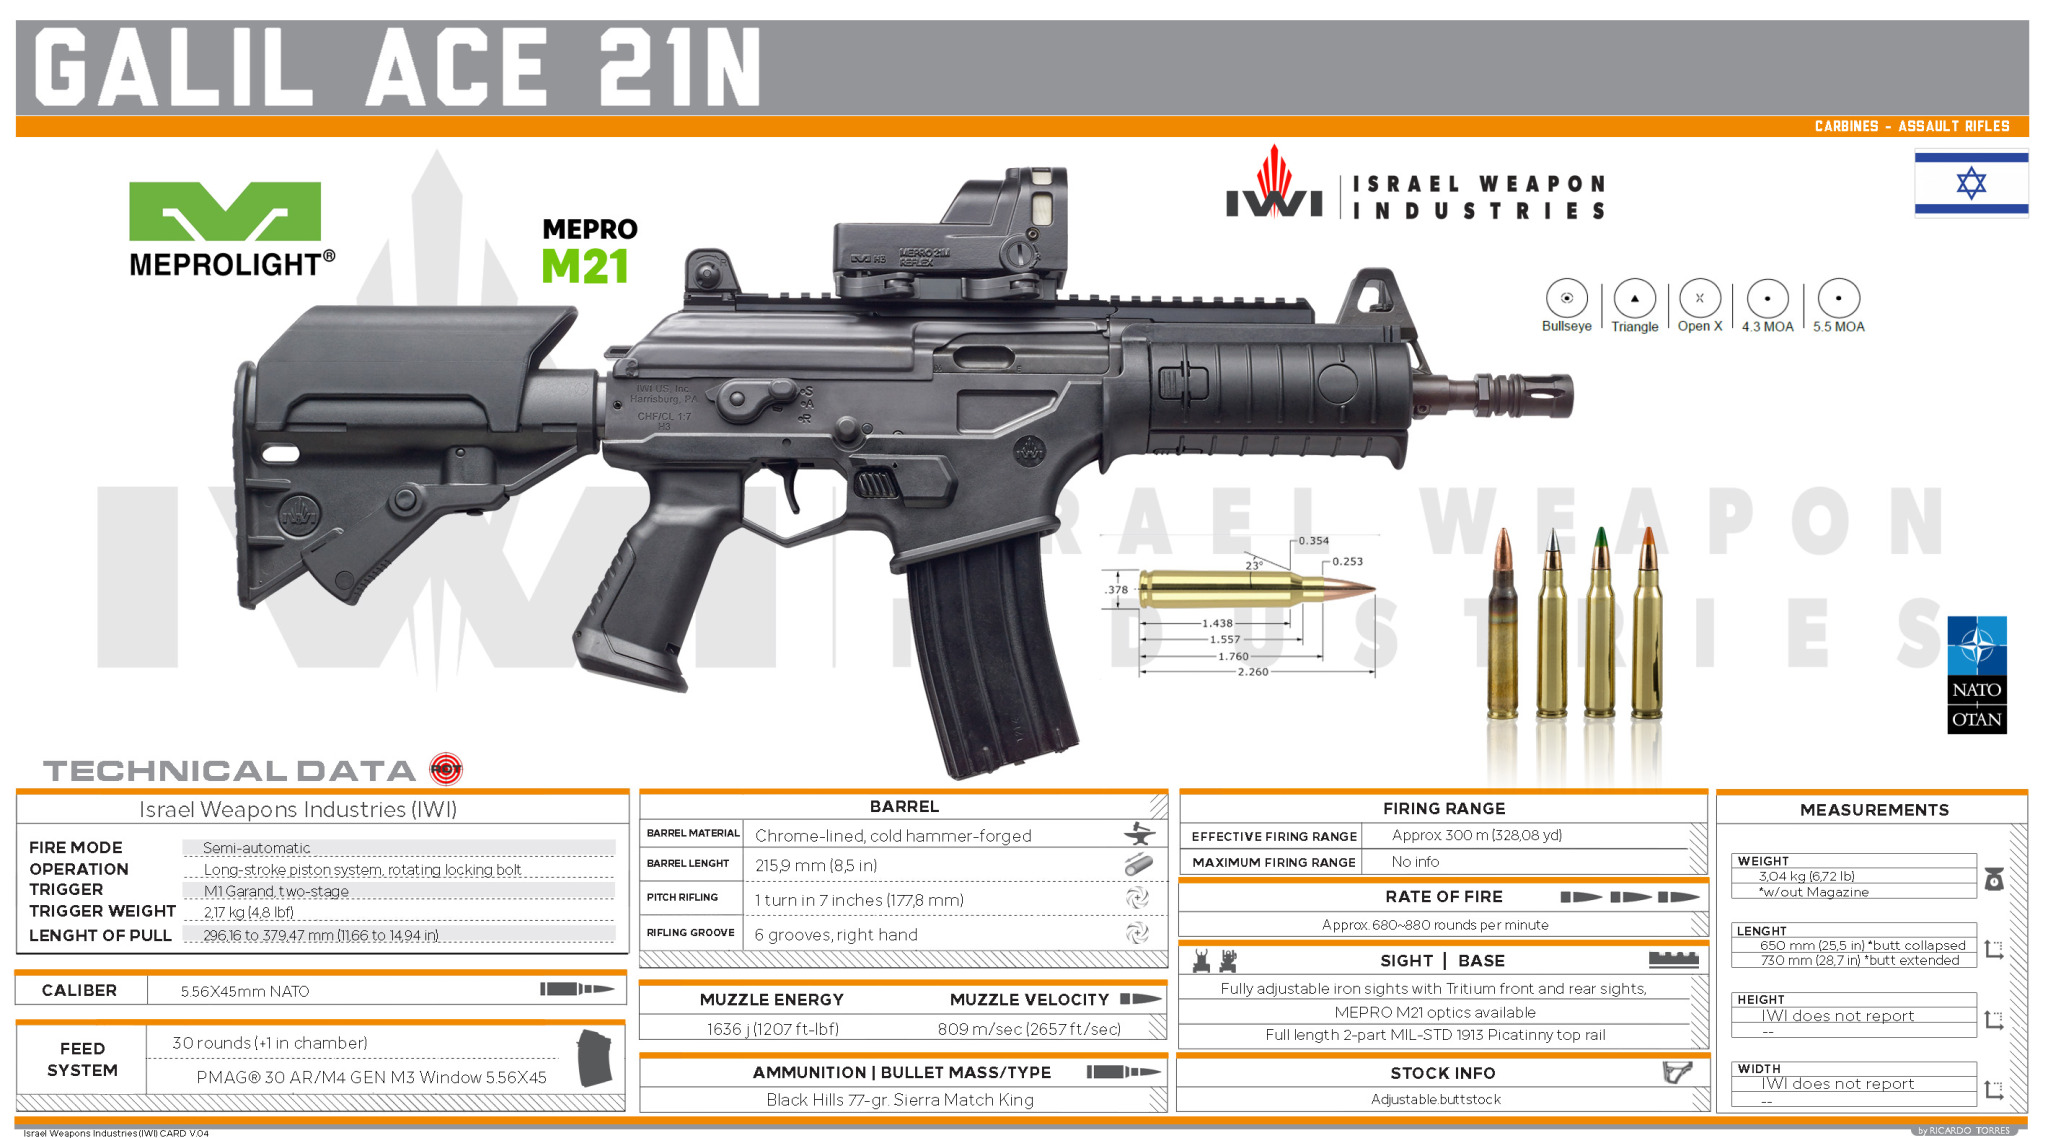 GALIL ACE 21N
CARBINES - ASSAULT RIFLES
MEPROLIGHT®
MEPRO
M21
IWI
ISRAEL WEAPON
INDUSTRIES
Bullseye
Triangle
Open X
4.3 MOA
5.5 MOA
IWI H3
MEPRO 21M
REFLEX
R
IWI US, Inc.
Harrisburg, PA
CHF/CL 1:7
H3
S
A
R
IWI
IWI ISRAEL WEAPON
INDUSTRIES
0.354
23°
0.253
.378
1.438
1.557
1.760
2.260
NATO
OTAN
TECHNICAL DATA
RCT
Israel Weapons Industries (IWI)
FIRE MODE Semi-automatic
OPERATION Long-stroke piston system, rotating locking bolt
TRIGGER M1 Garand, two-stage
TRIGGER WEIGHT 2,17 kg (4,8 lbf)
LENGHT OF PULL 296,16 to 379,47 mm (11,66 to 14,94 in)
CALIBER 5.56X45mm NATO
FEED
SYSTEM
30 rounds (+1 in chamber)
PMAG® 30 AR/M4 GEN M3 Window 5.56X45
BARREL
BARREL MATERIAL Chrome-lined, cold hammer-forged
BARREL LENGHT 215,9 mm (8,5 in)
PITCH RIFLING 1 turn in 7 inches (177,8 mm)
RIFLING GROOVE 6 grooves, right hand
MUZZLE ENERGY MUZZLE VELOCITY
1636 j (1207 ft-lbf) 809 m/sec (2657 ft/sec)
AMMUNITION | BULLET MASS/TYPE
Black Hills 77-gr. Sierra Match King
FIRING RANGE
EFFECTIVE FIRING RANGE Approx. 300 m (328,08 yd)
MAXIMUM FIRING RANGE No info
RATE OF FIRE
Approx. 680~880 rounds per minute
SIGHT | BASE
Fully adjustable iron sights with Tritium front and rear sights,
MEPRO M21 optics available
Full length 2-part MIL-STD 1913 Picatinny top rail
STOCK INFO
Adjustable.buttstock
MEASUREMENTS
WEIGHT
3,04 kg (6,72 lb)
*w/out Magazine
LENGHT
650 mm (25,5 in) *butt collapsed
730 mm (28,7 in) *butt extended
HEIGHT
IWI does not report
--
WIDTH
IWI does not report
--
Israel Weapons Industries (IWI) CARD V.04
by RICARDO TORRES